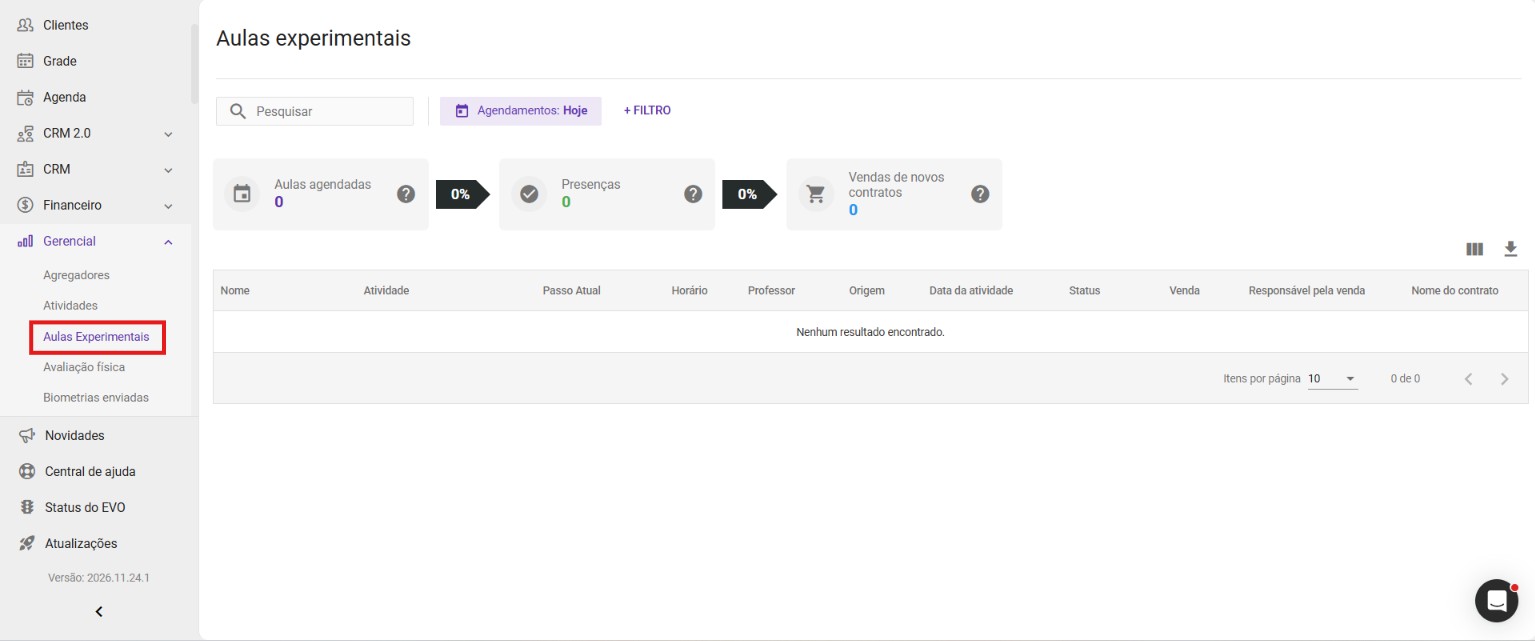 Clientes
Grade
Agenda
CRM 2.0
CRM
Financeiro
Gerencial
Agregadores
Atividades
Aulas Experimentais
Avaliação física
Biometrias enviadas
Novidades
Central de ajuda
Status do EVO
Atualizações
Versão: 2026.11.24.1
Aulas experimentais
Pesquisar
Agendamentos: Hoje
+ FILTRO
Aulas agendadas
0
0%
Presenças
0
0%
Vendas de novos
contratos
0
Nome Atividade Passo Atual Horário Professor Origem Data da atividade Status Venda Responsável pela venda Nome do contrato
Nenhum resultado encontrado.
Itens por página 10 0 de 0